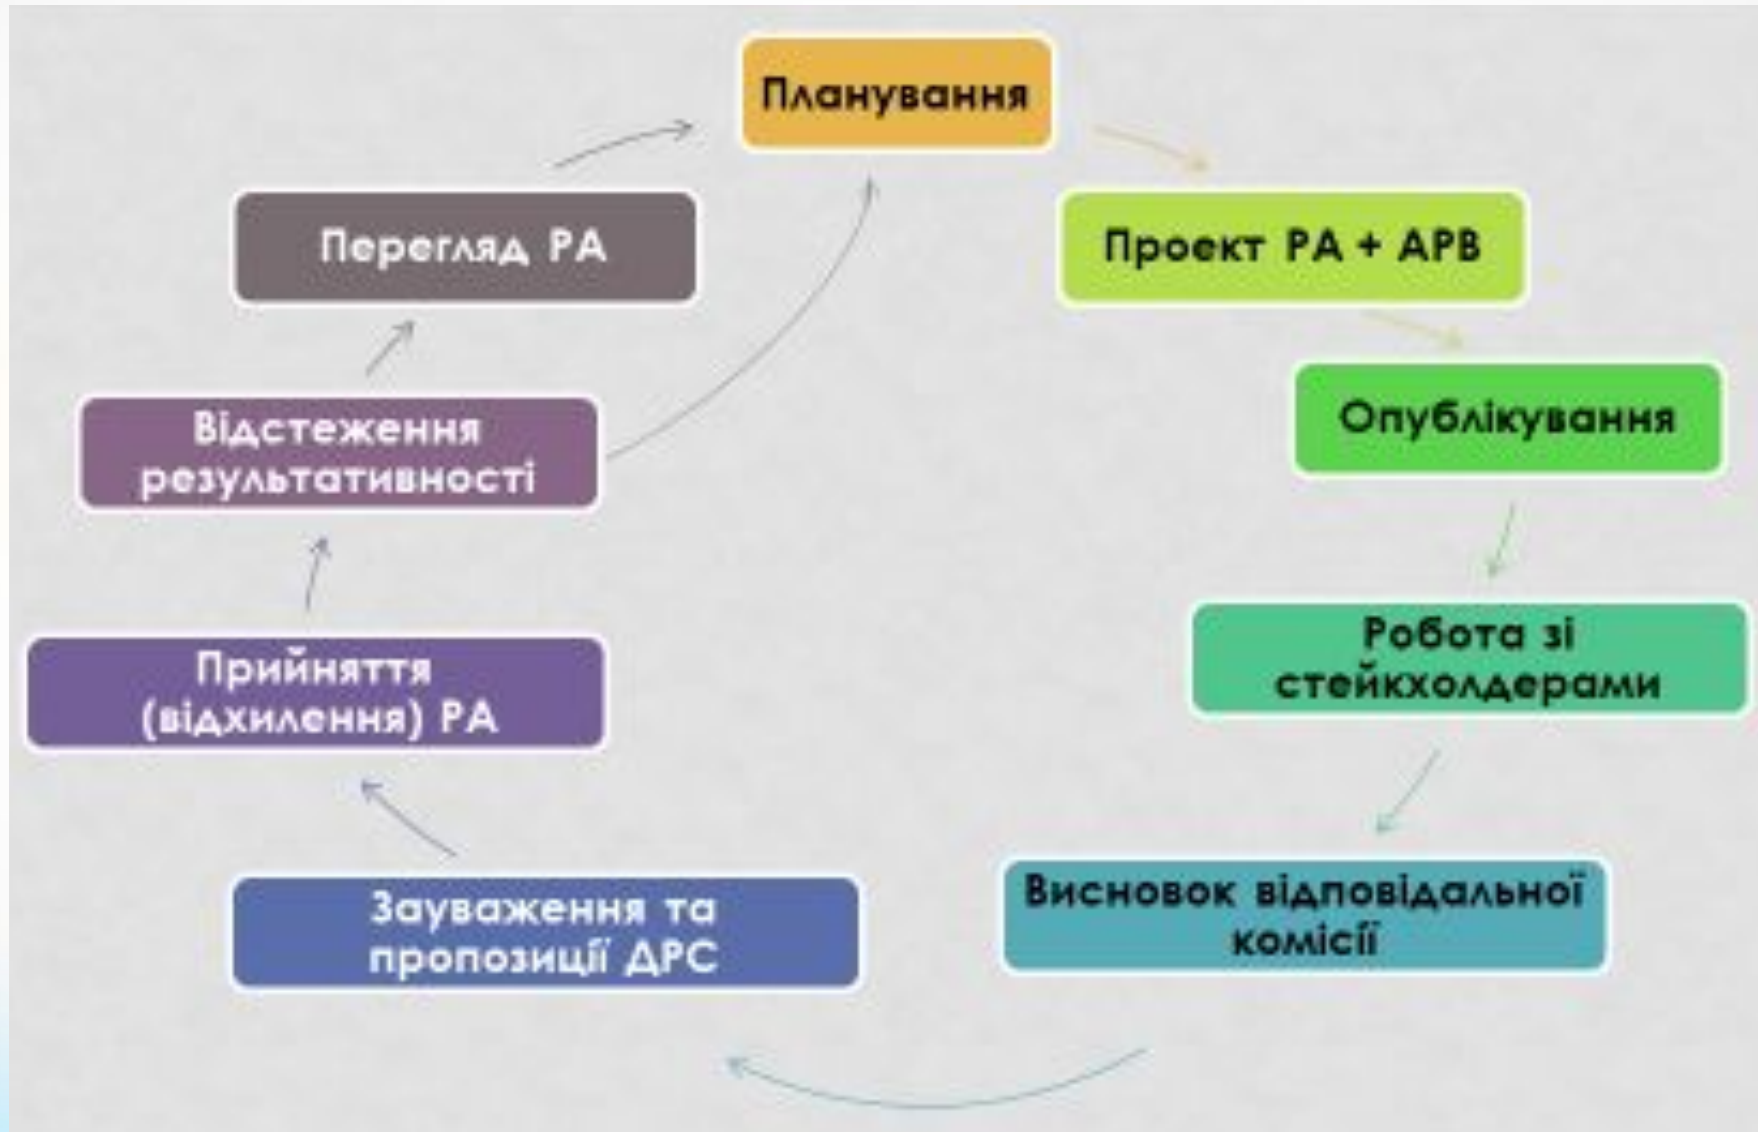 Планування
Проект РА + АРВ
Опублікування
Робота зі
стейкхолдерами
Висновок відповідальної
комісії
Зауваження та
пропозиції ДРС
Прийняття
(відхилення) РА
Відстеження
результативності
Перегляд РА